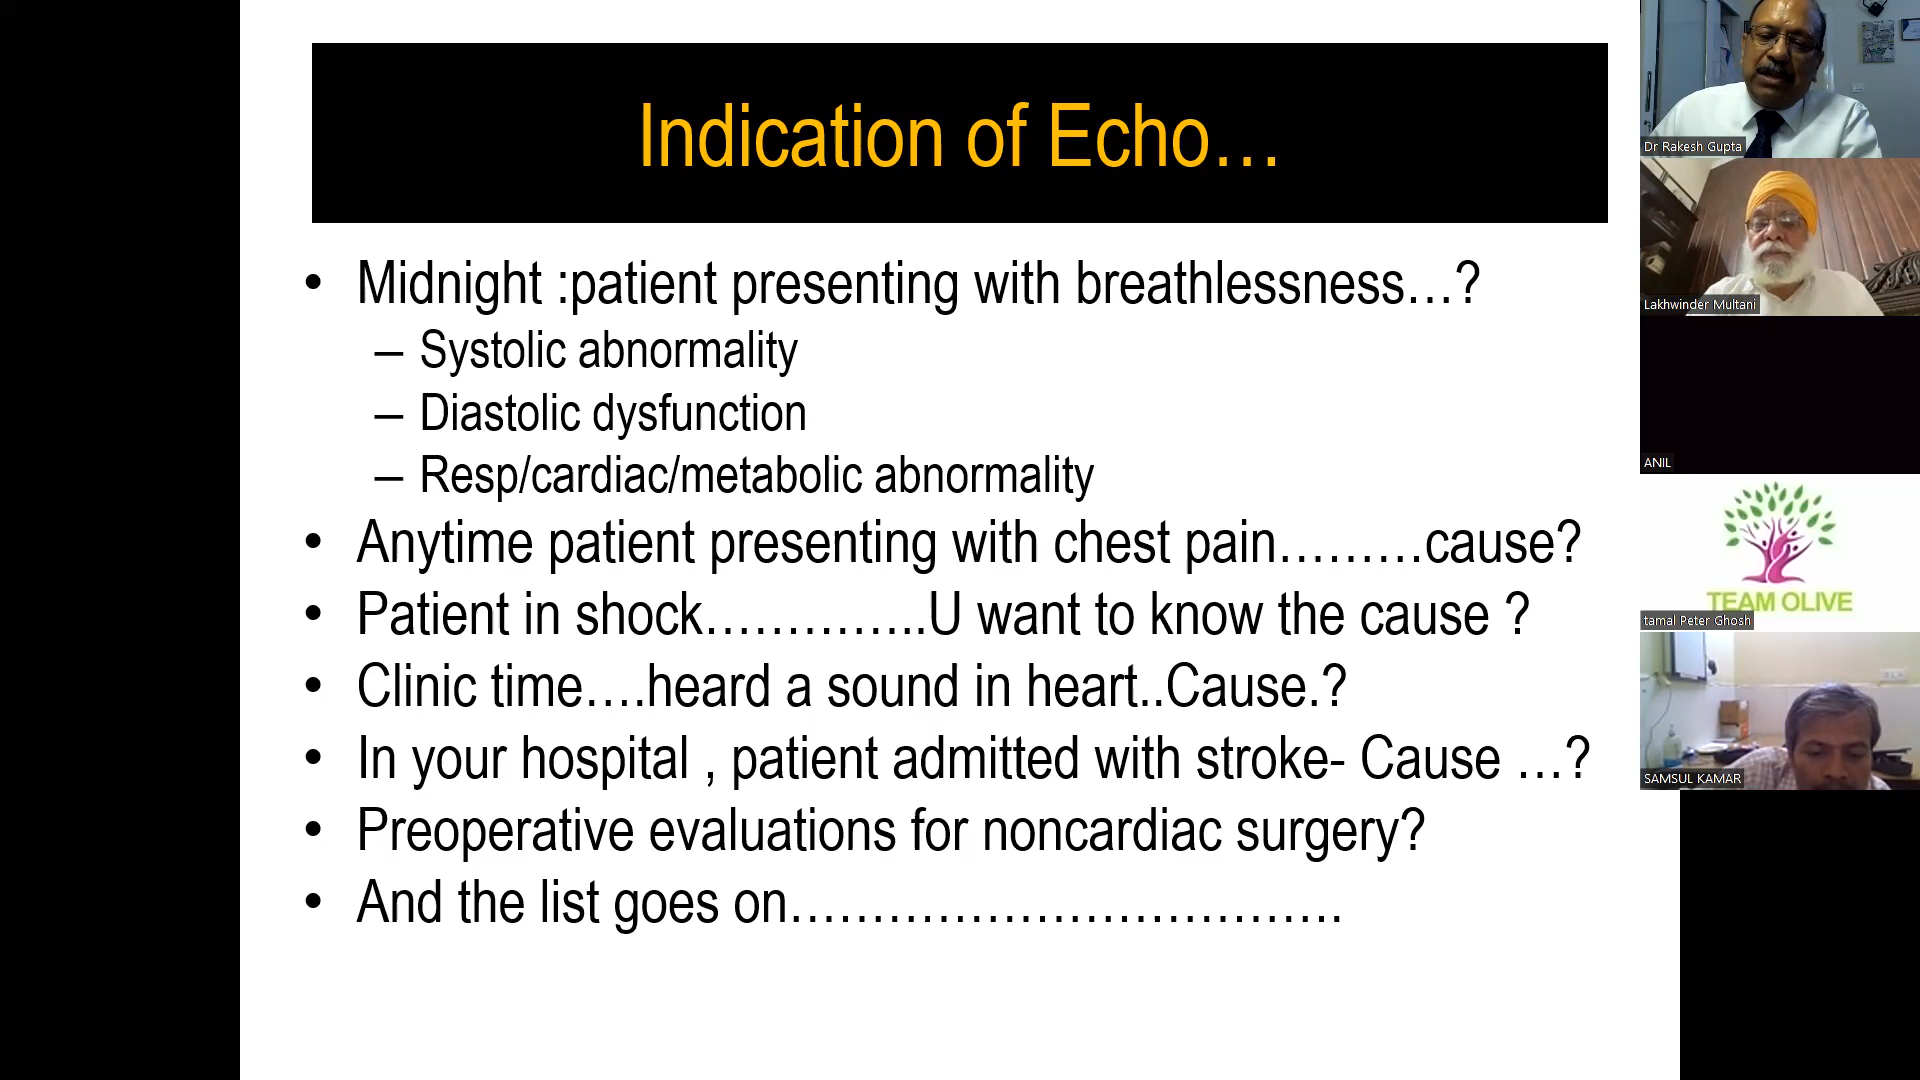 Indication of Echo…
• Midnight :patient presenting with breathlessness…?
– Systolic abnormality
– Diastolic dysfunction
– Resp/cardiac/metabolic abnormality
• Anytime patient presenting with chest pain………cause?
• Patient in shock…………..U want to know the cause ?
• Clinic time….heard a sound in heart..Cause.?
• In your hospital , patient admitted with stroke- Cause …?
• Preoperative evaluations for noncardiac surgery?
• And the list goes on…………………………….
Dr Rakesh Gupta
Lakhwinder Multani
ANIL
TEAM OLIVE
tamal Peter Ghosh
SAMSUL KAMAR